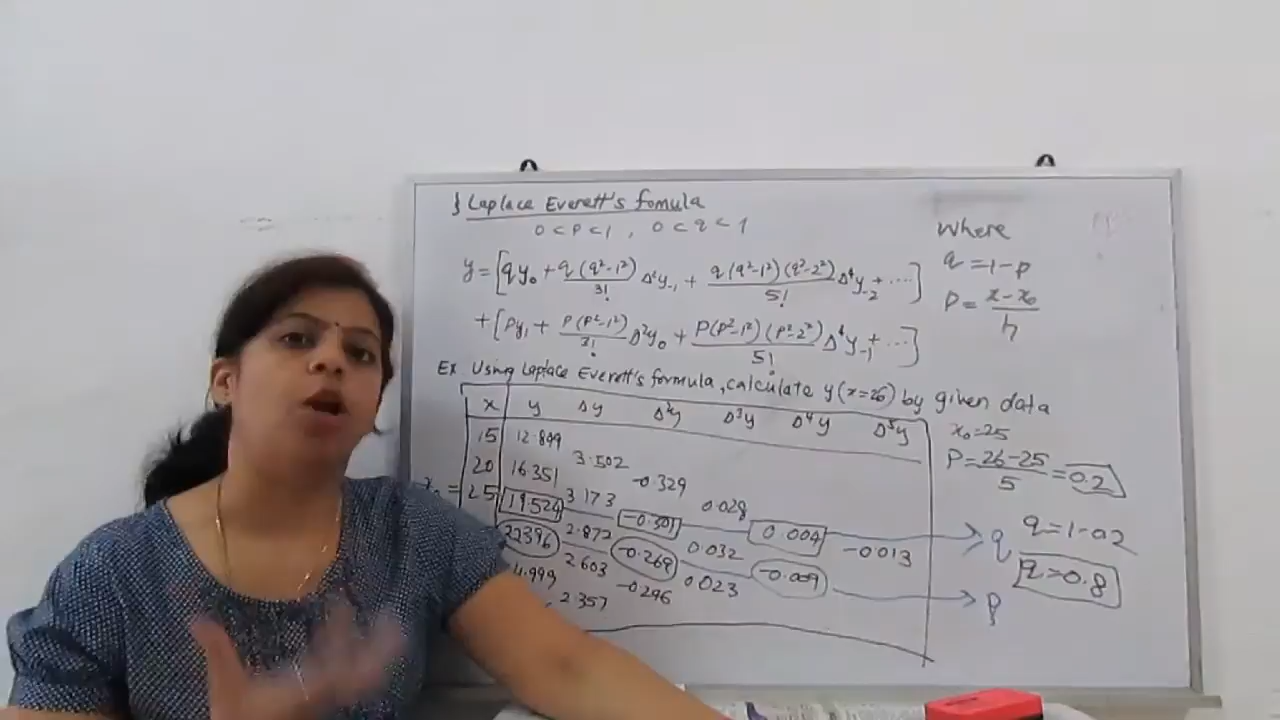 } Laplace Everett's fomula
0 < p < 1 , 0 < q < 1
y = [ q y₀ + q (q²-1²)/3! Δ²y₋₁ + q (q²-1²) (q²-2²)/5! Δ⁴y₋₂ + .... ]
+ [ Py₁ + P (P²-1²)/3! Δ²y₀ + P(P²-1²) (P²-2²)/5! Δ⁴y₋₁ + ... ]
Where
q = 1-p
P = x - x₀/h
Ex Using Laplace Everett's formula, calculate y(x=26) by given data
x y Δy Δ²y Δ³y Δ⁴y Δ⁵y
15 12.849
3.502
20 16.351 -0.329
3.173 0.028
= 25 19.524 -0.301 0.004
2.872 0.032 -0.013
22.396 -0.269 -0.009
2.603 0.023
.999 -0.296
2.357
x₀=25
P= 26-25/5 = 0.2
q q = 1-0.2
q=0.8
P